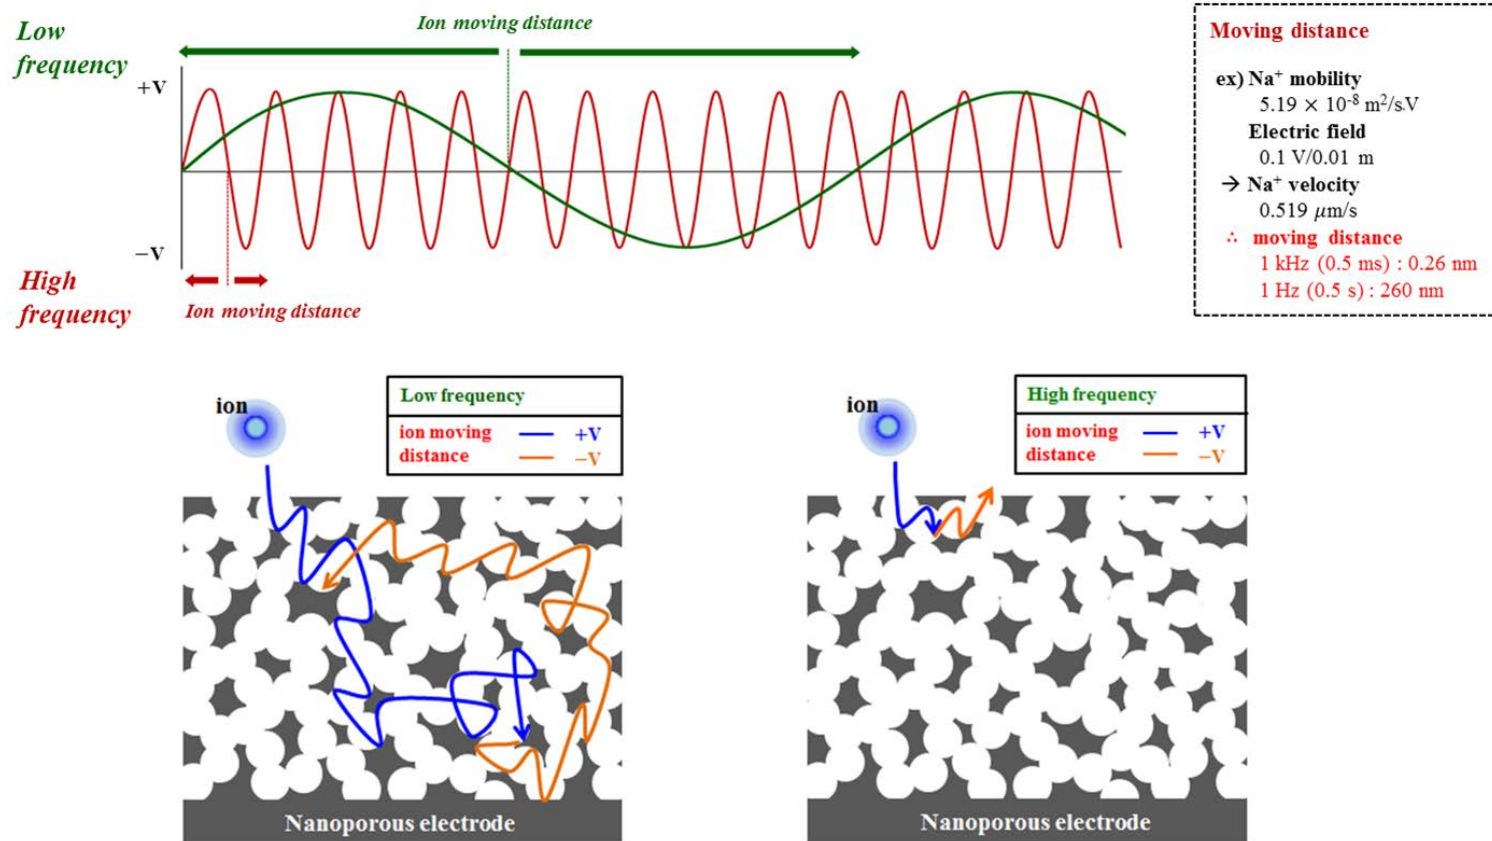 Low
frequency
Ion moving distance
+V
−V
High
frequency
Ion moving distance
Moving distance
ex) Na⁺ mobility
5.19 × 10⁻⁸ m²/s.V
Electric field
0.1 V/0.01 m
→ Na⁺ velocity
0.519 μm/s
∴ moving distance
1 kHz (0.5 ms) : 0.26 nm
1 Hz (0.5 s) : 260 nm
ion
Low frequency
ion moving +V
distance −V
Nanoporous electrode
ion
High frequency
ion moving +V
distance −V
Nanoporous electrode